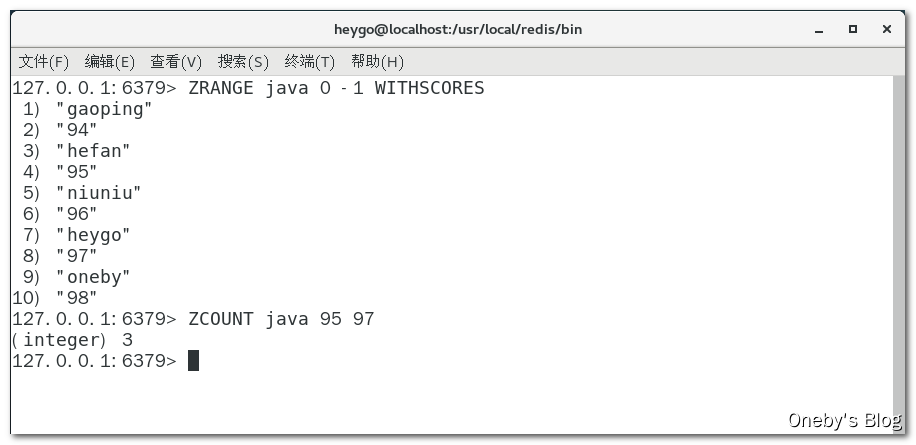 heygo@localhost:/usr/local/redis/bin
文件(F) 编辑(E) 查看(V) 搜索(S) 终端(T) 帮助(H)
127.0.0.1:6379> ZRANGE java 0 -1 WITHSCORES
1) "gaoping"
2) "94"
3) "hefan"
4) "95"
5) "niuniu"
6) "96"
7) "heygo"
8) "97"
9) "oneby"
10) "98"
127.0.0.1:6379> ZCOUNT java 95 97
(integer) 3
127.0.0.1:6379>
Oneby's Blog